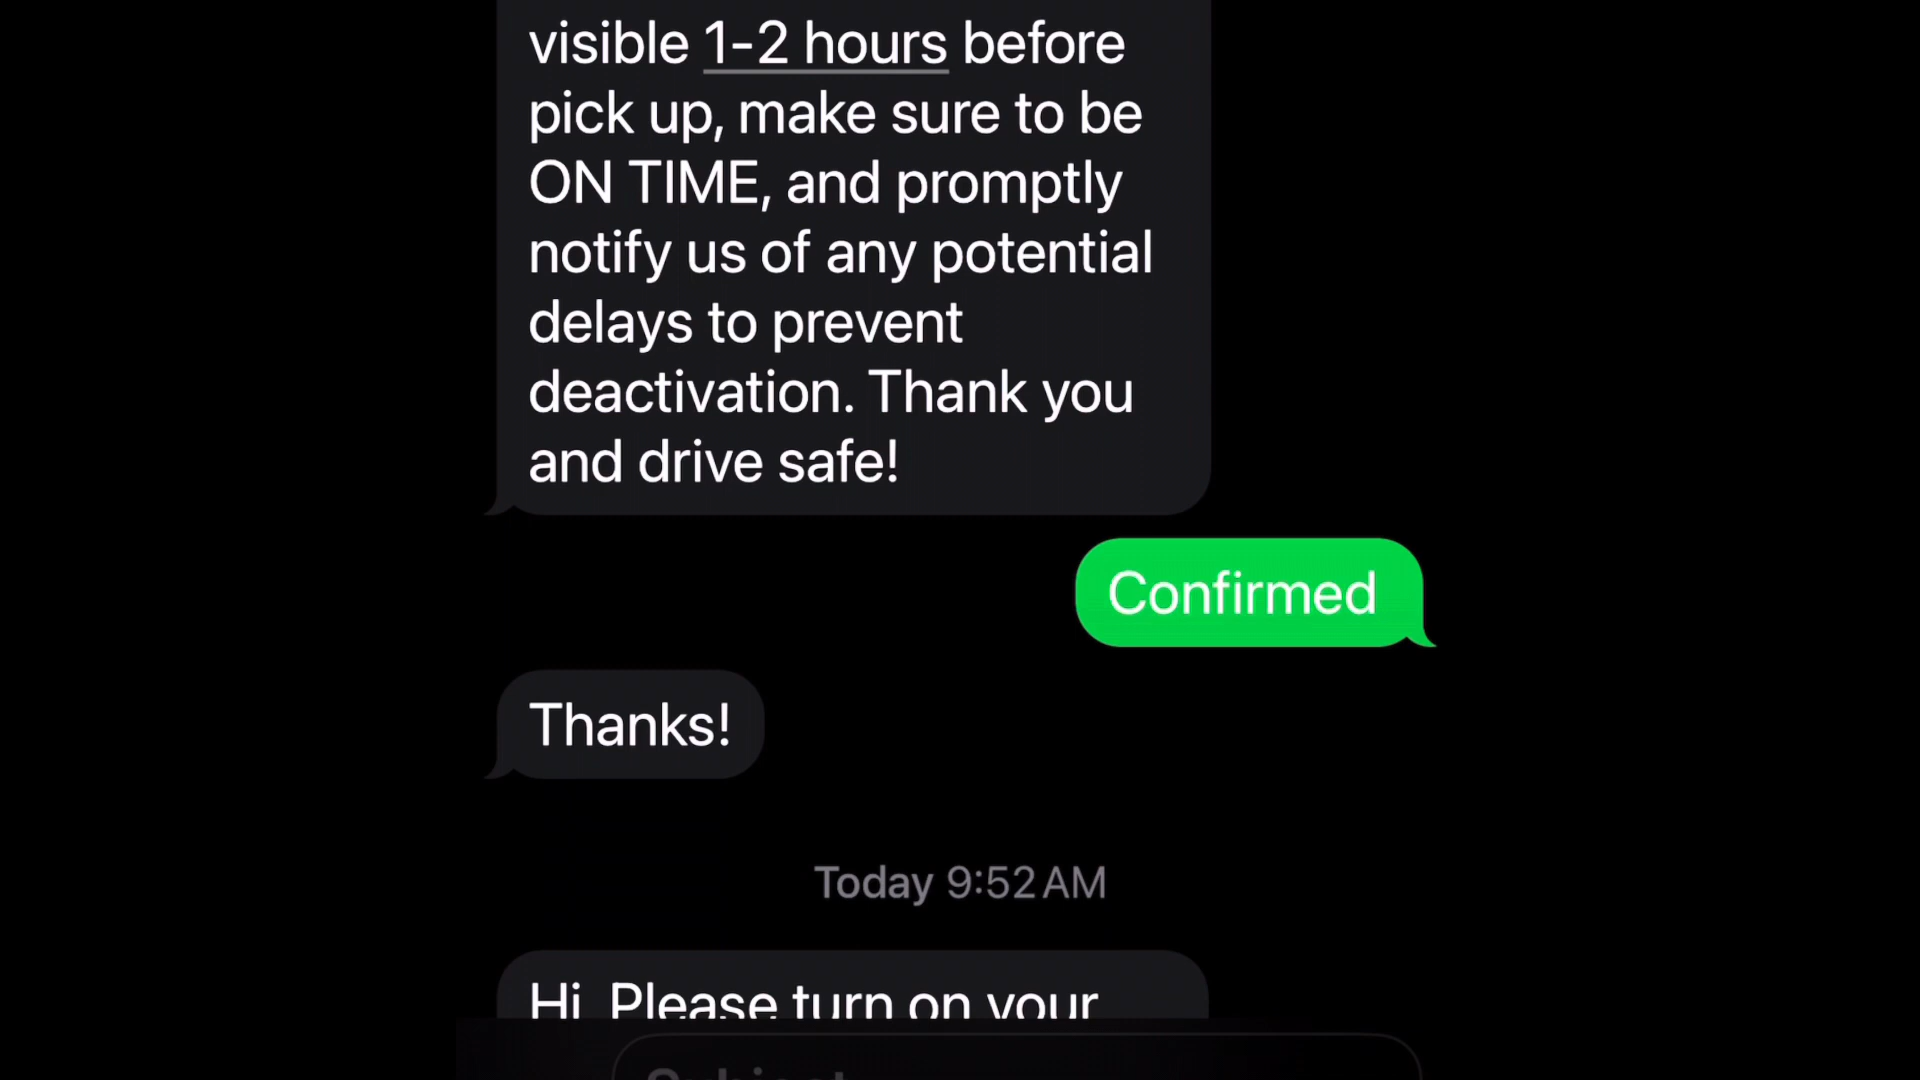 visible 1-2 hours before
pick up, make sure to be
ON TIME, and promptly
notify us of any potential
delays to prevent
deactivation. Thank you
and drive safe!
Confirmed
Thanks!
Today 9:52 AM
Hi Please turn on your
Subject